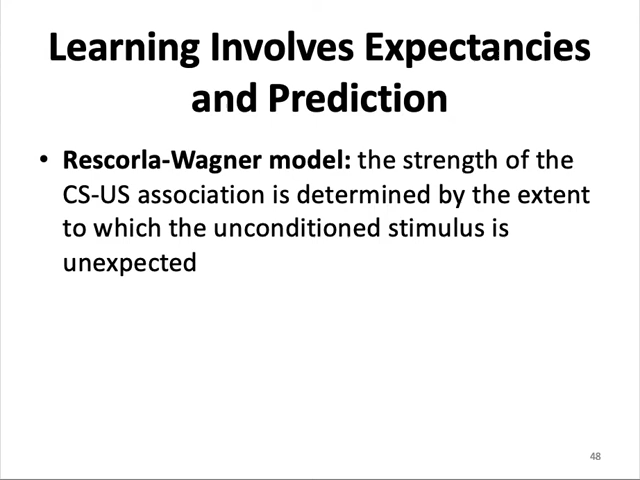 Learning Involves Expectancies
and Prediction
• Rescorla-Wagner model: the strength of the
CS-US association is determined by the extent
to which the unconditioned stimulus is
unexpected
48